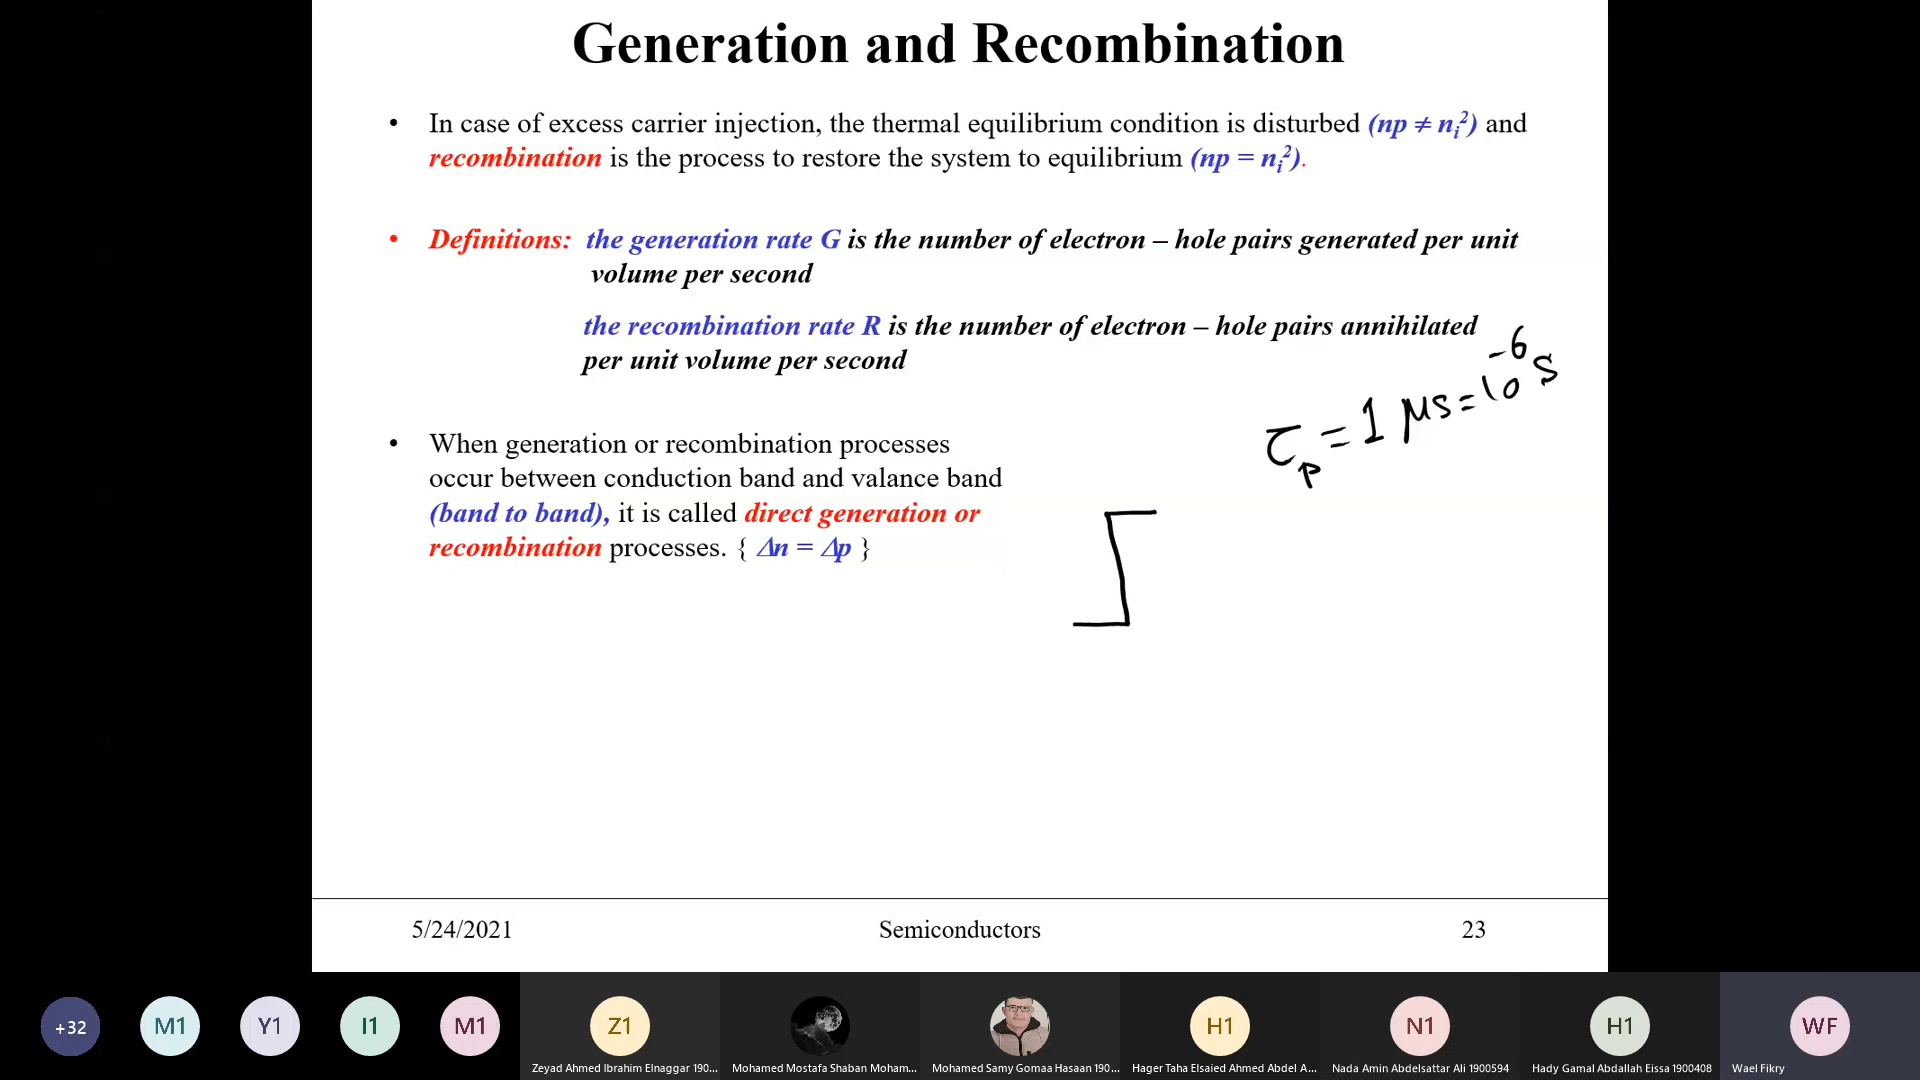 Generation and Recombination
• In case of excess carrier injection, the thermal equilibrium condition is disturbed (np ≠ nᵢ²) and
recombination is the process to restore the system to equilibrium (np = nᵢ²).
• Definitions: the generation rate G is the number of electron – hole pairs generated per unit
volume per second
the recombination rate R is the number of electron – hole pairs annihilated
per unit volume per second
τₚ = 1 μs = 10⁻⁶ s
• When generation or recombination processes
occur between conduction band and valance band
(band to band), it is called direct generation or
recombination processes. { Δn = Δp }
5/24/2021 Semiconductors 23
+32 M1 Y1 I1 M1 Z1 H1 N1 H1 WF
Zeyad Ahmed Ibrahim Elnaggar 190... Mohamed Mostafa Shaban Moham... Mohamed Samy Gomaa Hasaan 190... Hager Taha Elsaied Ahmed Abdel A... Nada Amin Abdelsattar Ali 1900594 Hady Gamal Abdallah Eissa 1900408 Wael Fikry